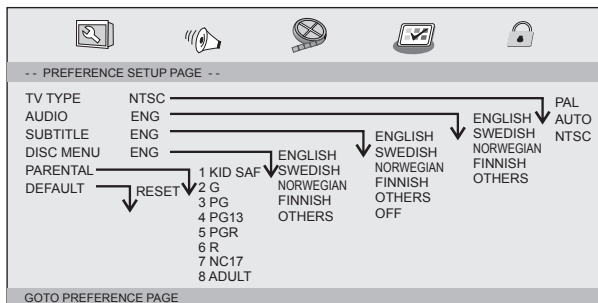 - - PREFERENCE SETUP PAGE - -
TV TYPE NTSC
AUDIO ENG
SUBTITLE ENG
DISC MENU ENG
PARENTAL
DEFAULT
RESET
1 KID SAF
2 G
3 PG
4 PG13
5 PGR
6 R
7 NC17
8 ADULT
ENGLISH
SWEDISH
NORWEGIAN
FINNISH
OTHERS
ENGLISH
SWEDISH
NORWEGIAN
FINNISH
OTHERS
OFF
ENGLISH
SWEDISH
NORWEGIAN
FINNISH
OTHERS
PAL
AUTO
NTSC
GOTO PREFERENCE PAGE